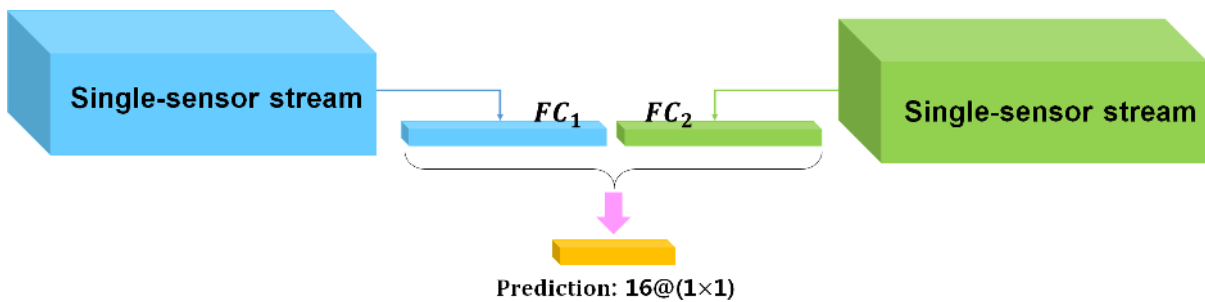 Single-sensor stream
FC₁
FC₂
Single-sensor stream
Prediction: 16@(1×1)